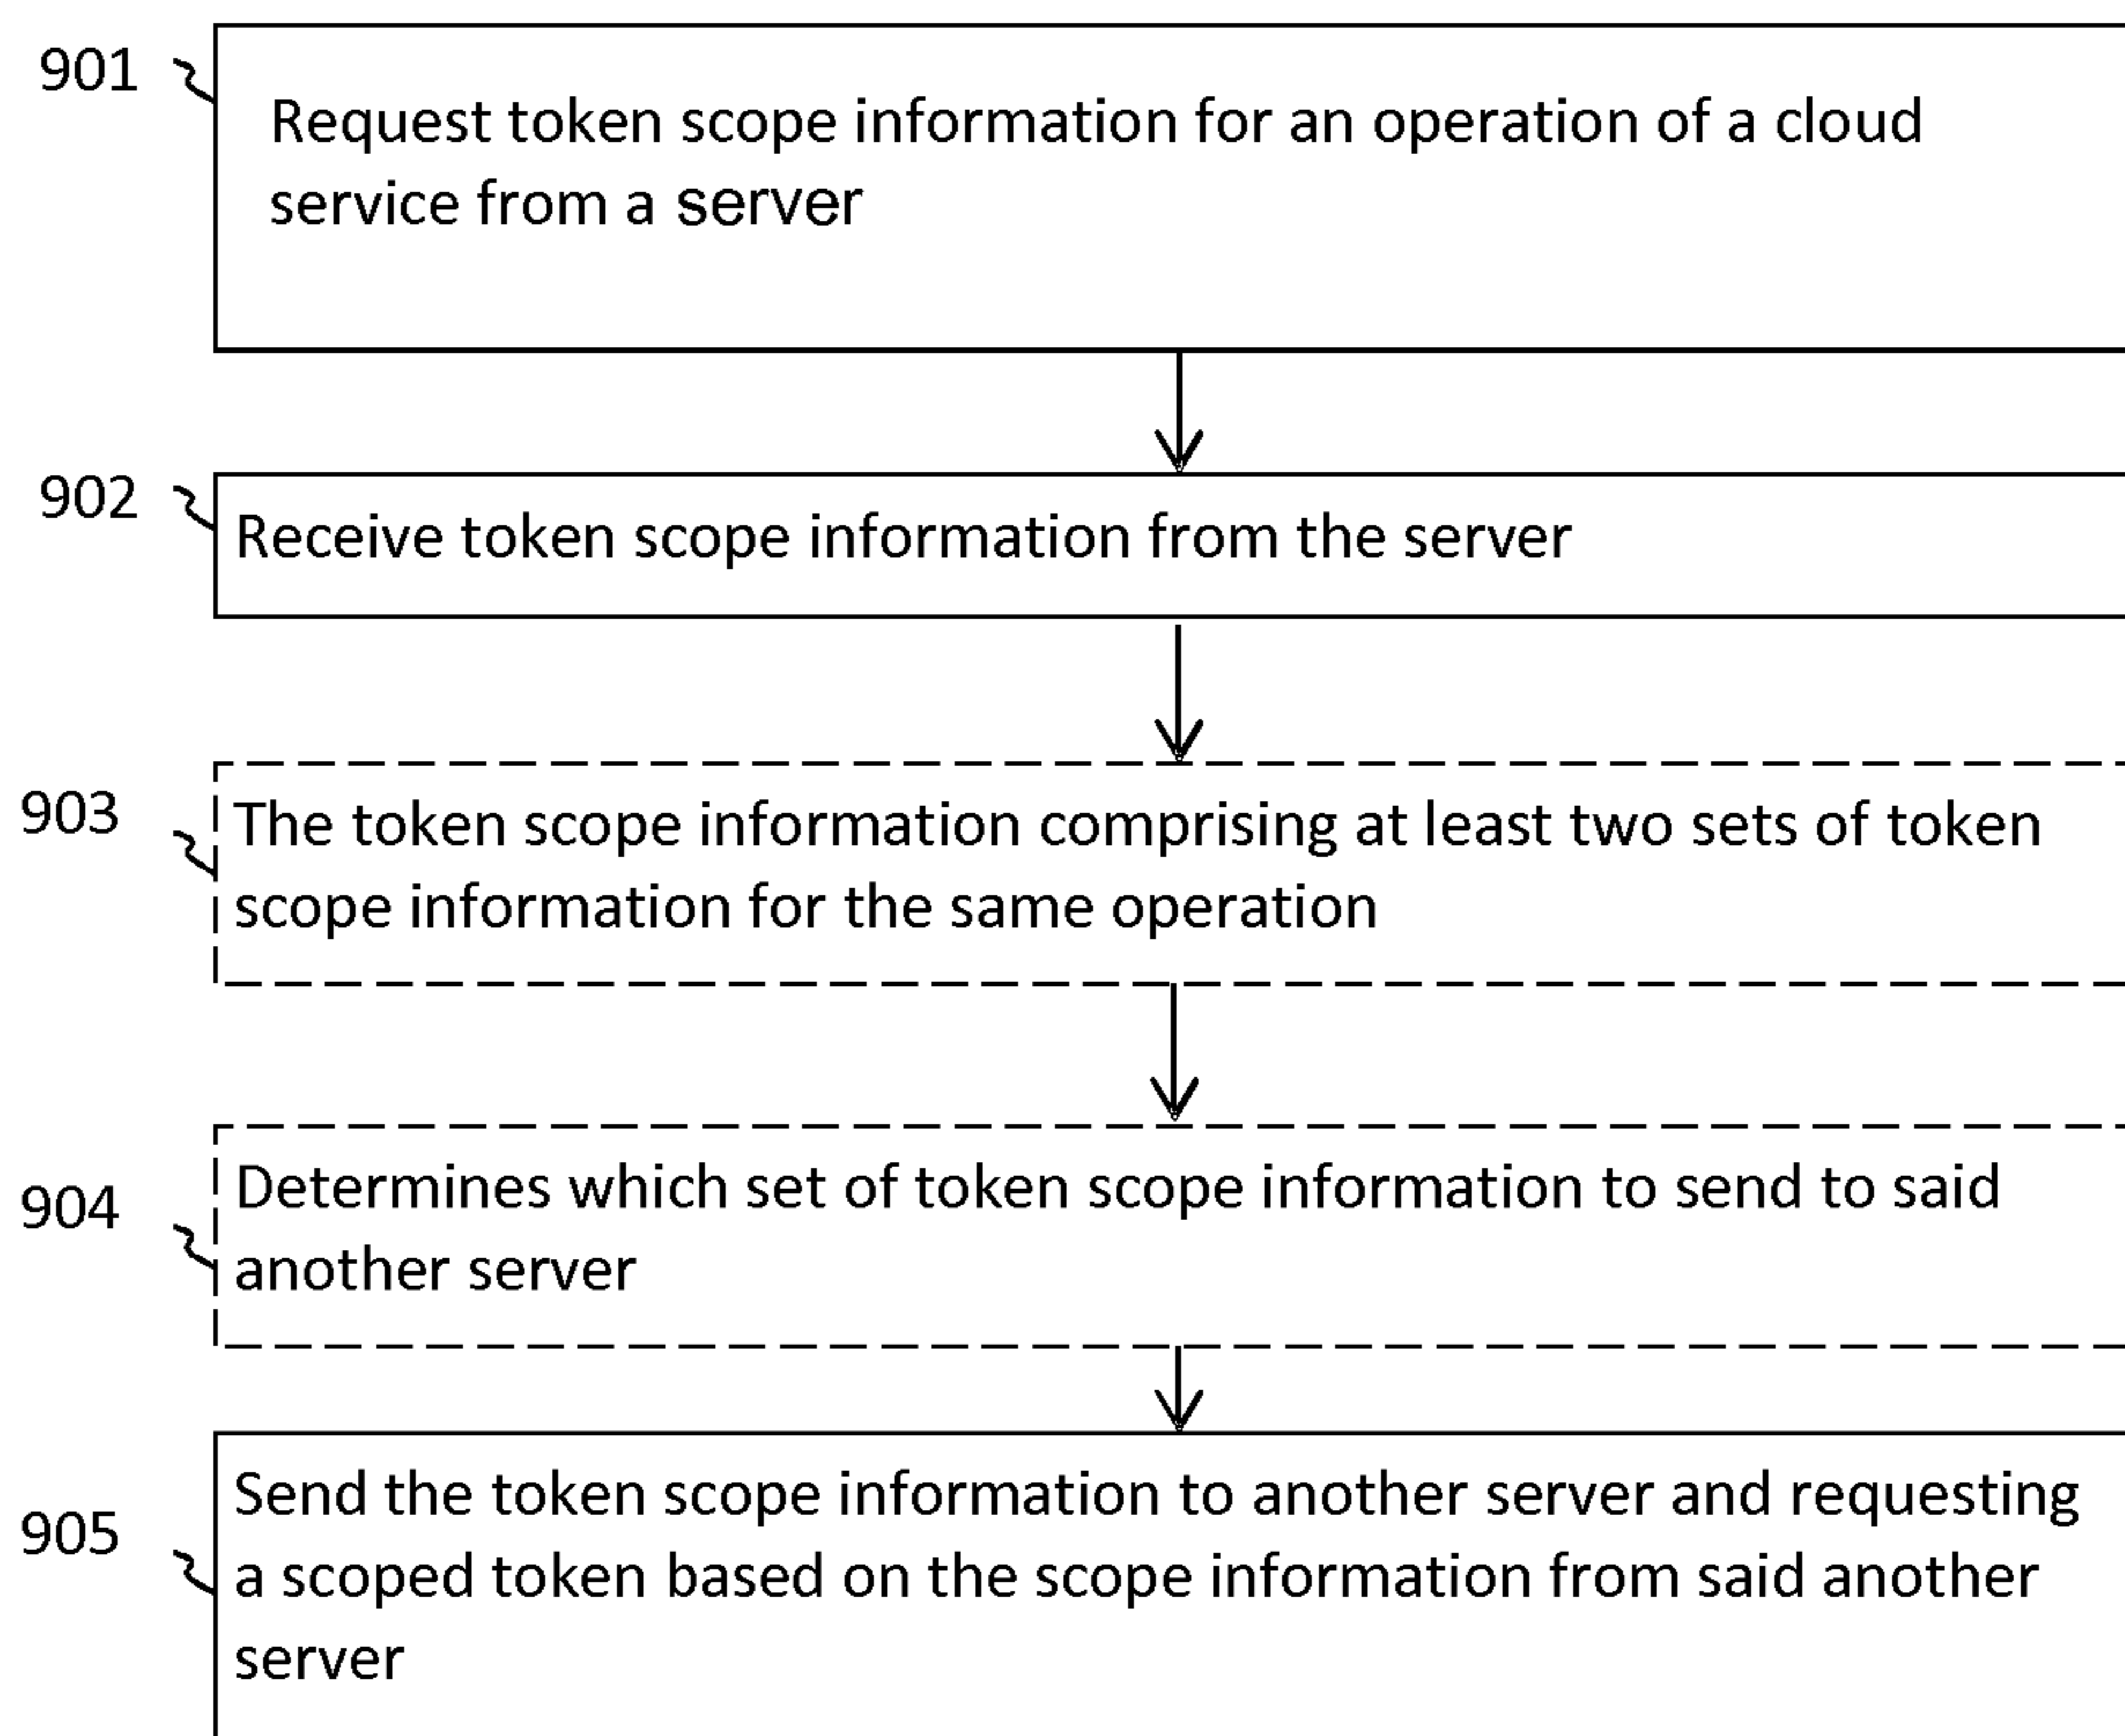 901
Request token scope information for an operation of a cloud
service from a server
902
Receive token scope information from the server
903
The token scope information comprising at least two sets of token
scope information for the same operation
904
Determines which set of token scope information to send to said
another server
905
Send the token scope information to another server and requesting
a scoped token based on the scope information from said another
server